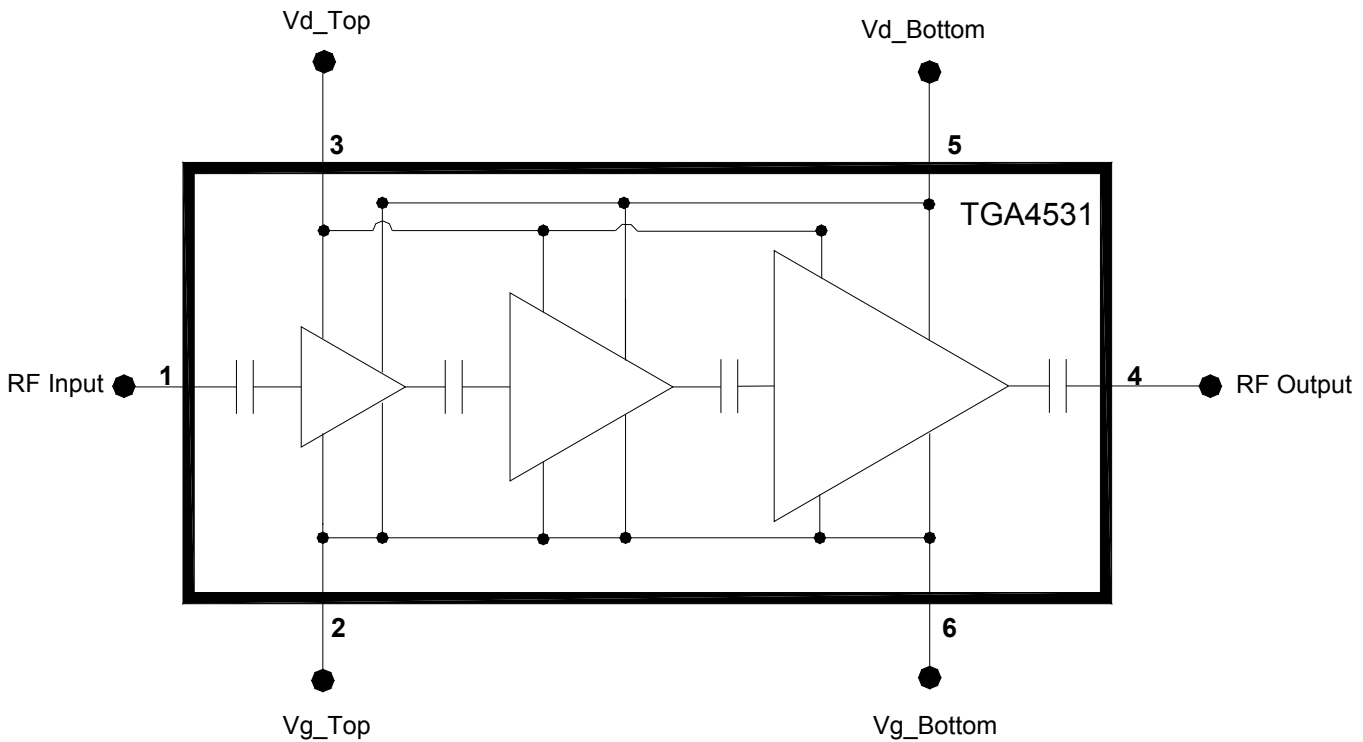 Vd_Top
Vd_Bottom
3
5
TGA4531
RF Input
1
4
RF Output
2
6
Vg_Top
Vg_Bottom